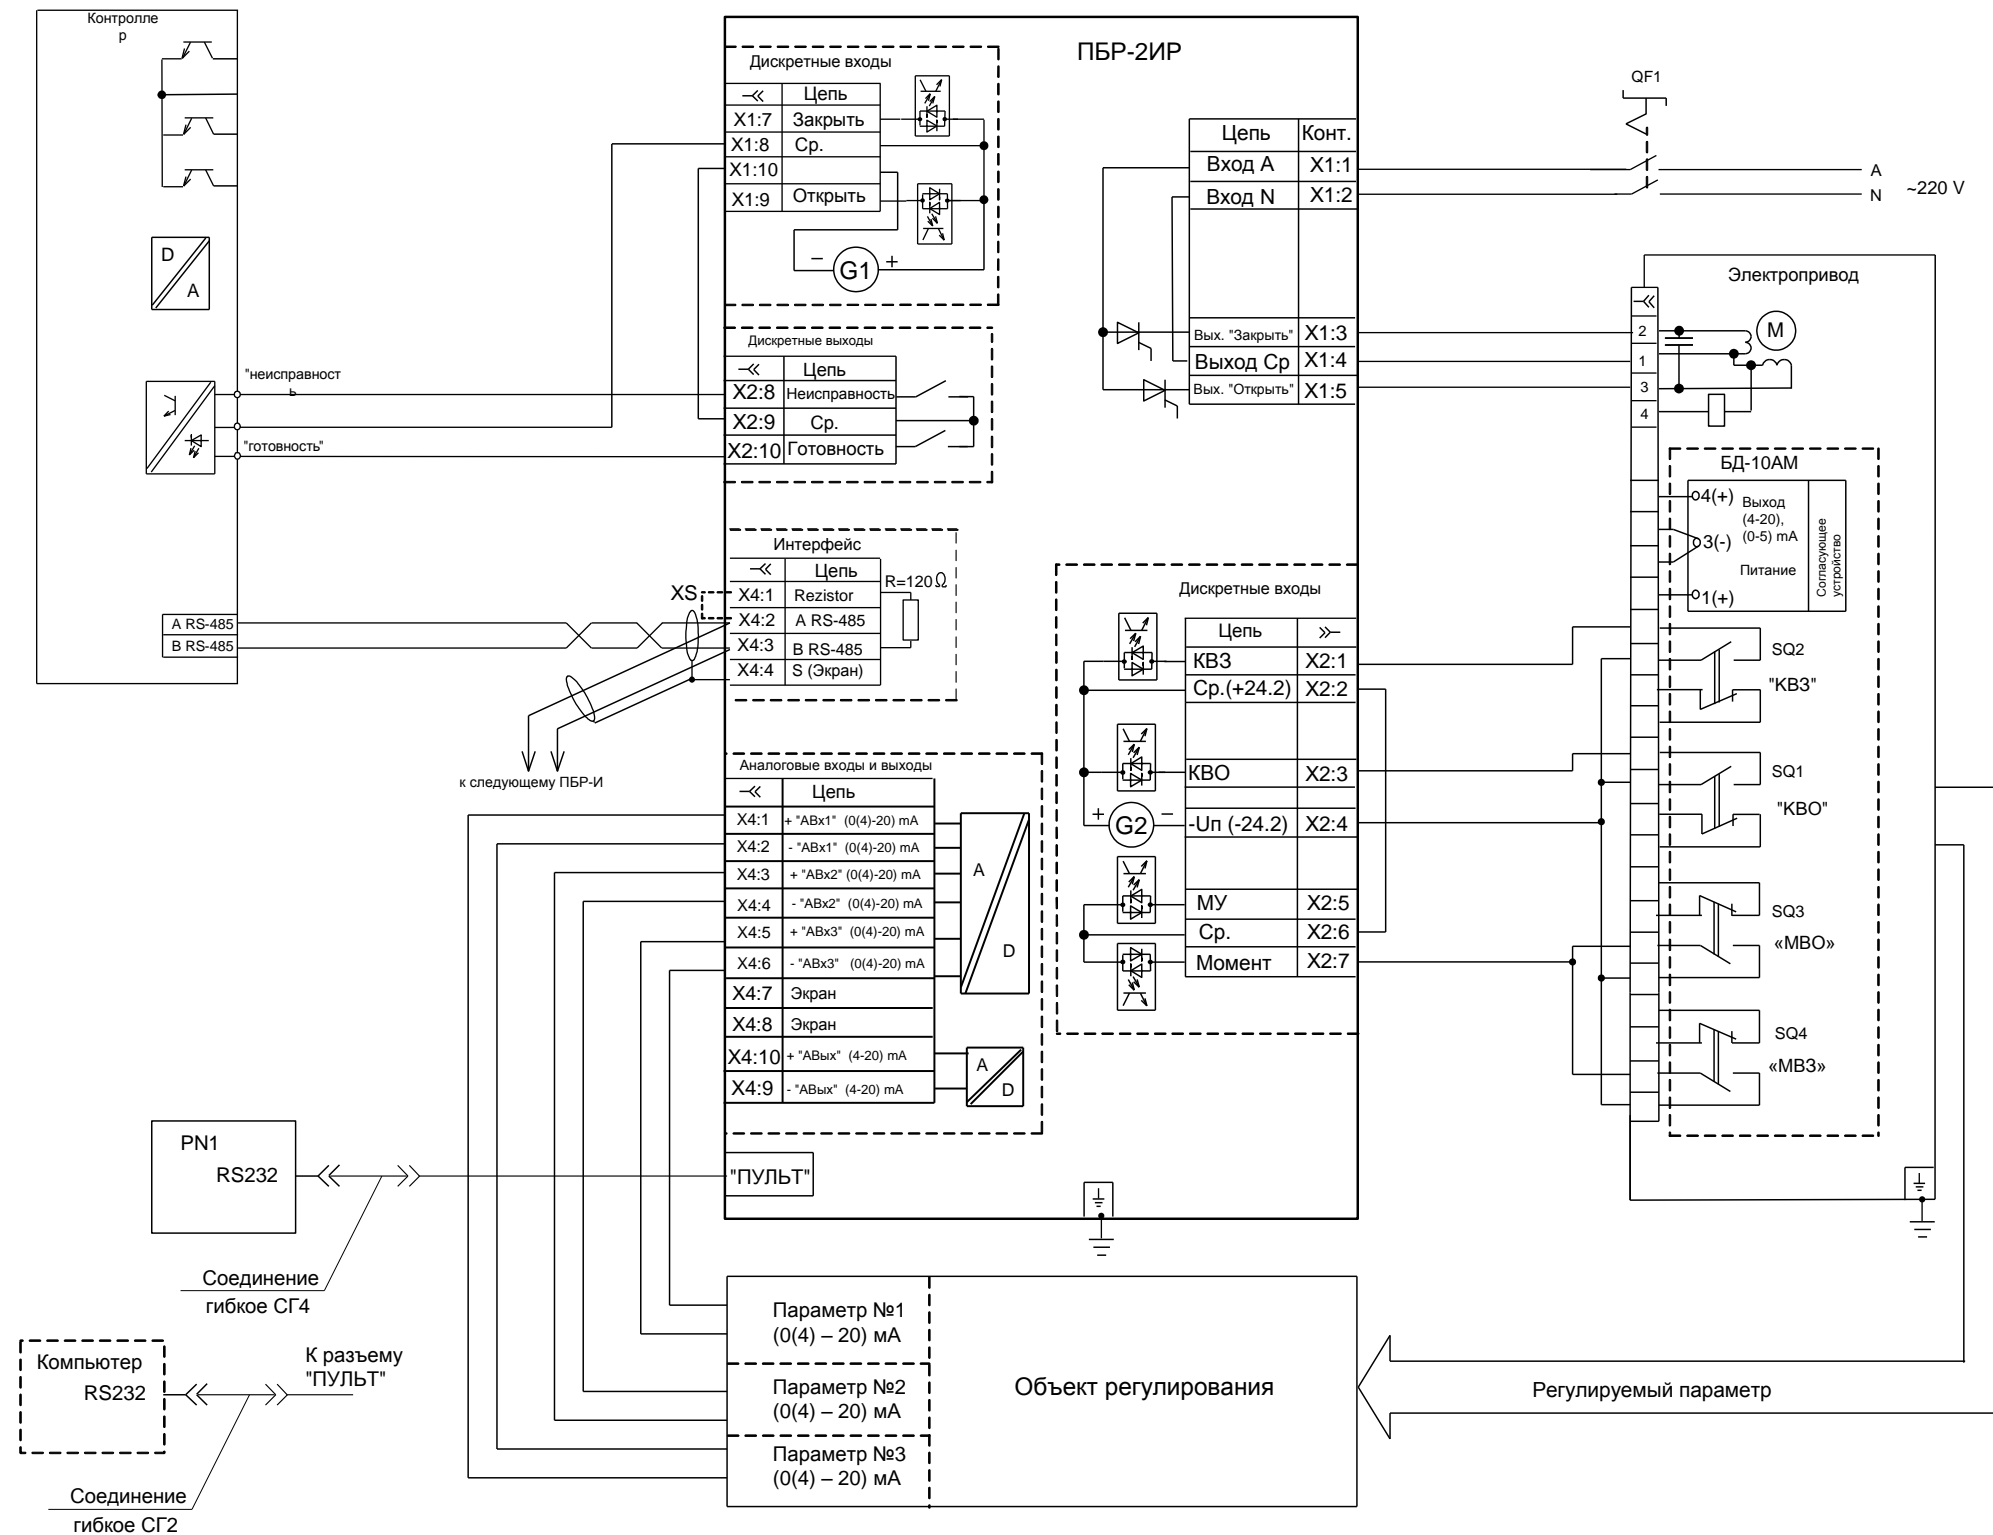 Контролле
р
D
A
"неисправност
ь
"готовность"
A RS-485
B RS-485
ПБР-2ИР
Дискретные входы
Цепь
X1:7 Закрыть
X1:8 Ср.
X1:10
X1:9 Открыть
– G1 +
Дискретные выходы
Цепь
X2:8 Неисправность
X2:9 Ср.
X2:10 Готовность
Интерфейс
Цепь
R=120 Ω
XS
X4:1 Rezistor
X4:2 A RS-485
X4:3 B RS-485
X4:4 S (Экран)
к следующему ПБР-И
Аналоговые входы и выходы
Цепь
X4:1 + "АВх1" (0(4)-20) mA
X4:2 - "АВх1" (0(4)-20) mA
X4:3 + "АВх2" (0(4)-20) mA
X4:4 - "АВх2" (0(4)-20) mA
X4:5 + "АВх3" (0(4)-20) mA
X4:6 - "АВх3" (0(4)-20) mA
X4:7 Экран
X4:8 Экран
X4:10 + "АВых" (4-20) mA
X4:9 - "АВых" (4-20) mA
A
D
A
D
"ПУЛЬТ"
Цепь Конт.
Вход A X1:1
Вход N X1:2
Вых. "Закрыть" X1:3
Выход Ср X1:4
Вых. "Открыть" X1:5
QF1
A
N
~220 V
Дискретные входы
Цепь
КВЗ X2:1
Ср.(+24.2) X2:2
КВО X2:3
+ G2 –
-Uп (-24.2) X2:4
МУ X2:5
Ср. X2:6
Момент X2:7
Электропривод
2
1
3
4
M
БД-10АМ
4(+)
Выход
(4-20),
(0-5) mA
3(-)
Питание
1(+)
Согласующее
устройство
SQ2
"КВЗ"
SQ1
"КВО"
SQ3
«МВО»
SQ4
«МВЗ»
PN1
RS232
Соединение
гибкое СГ4
Компьютер
RS232
К разъему
"ПУЛЬТ"
Соединение
гибкое СГ2
Параметр №1
(0(4) – 20) мА
Параметр №2
(0(4) – 20) мА
Параметр №3
(0(4) – 20) мА
Объект регулирования
Регулируемый параметр